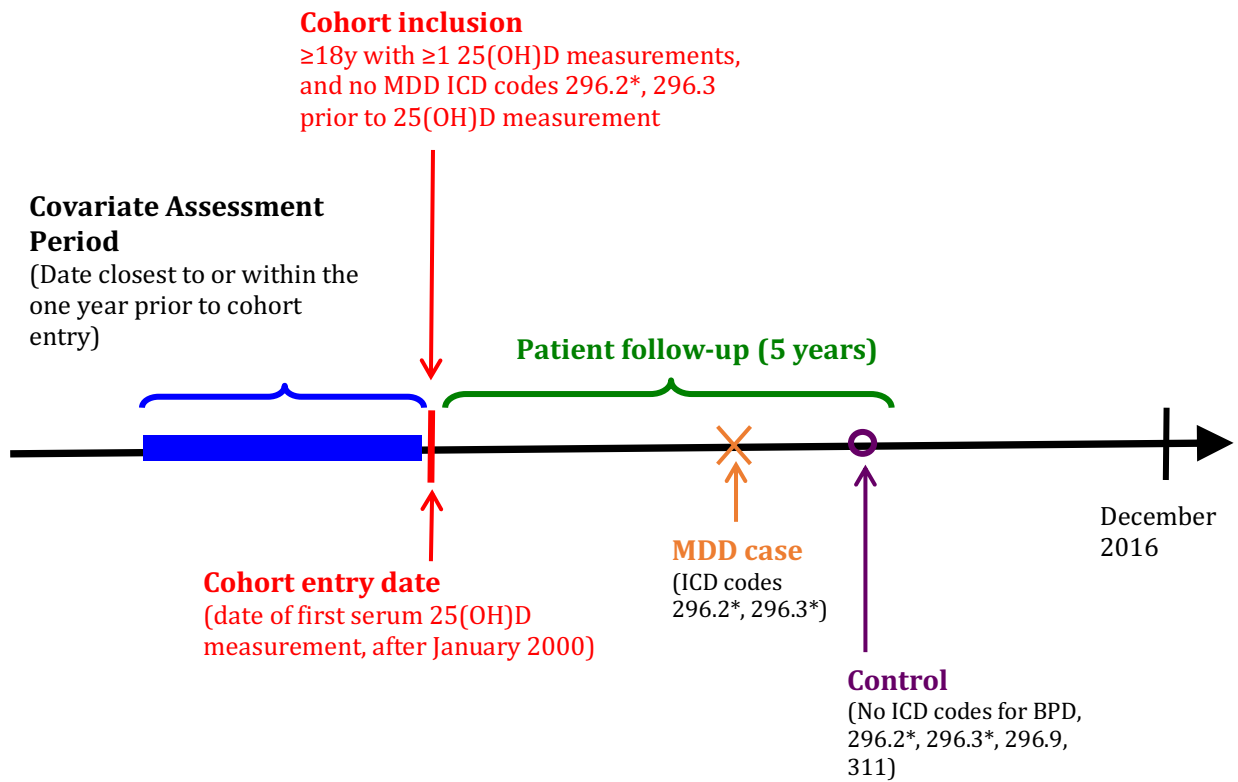 Cohort inclusion
≥18y with ≥1 25(OH)D measurements,
and no MDD ICD codes 296.2*, 296.3
prior to 25(OH)D measurement
Covariate Assessment
Period
(Date closest to or within the
one year prior to cohort
entry)
Patient follow-up (5 years)
December
2016
MDD case
(ICD codes
296.2*, 296.3*)
Cohort entry date
(date of first serum 25(OH)D
measurement, after January 2000)
Control
(No ICD codes for BPD,
296.2*, 296.3*, 296.9,
311)